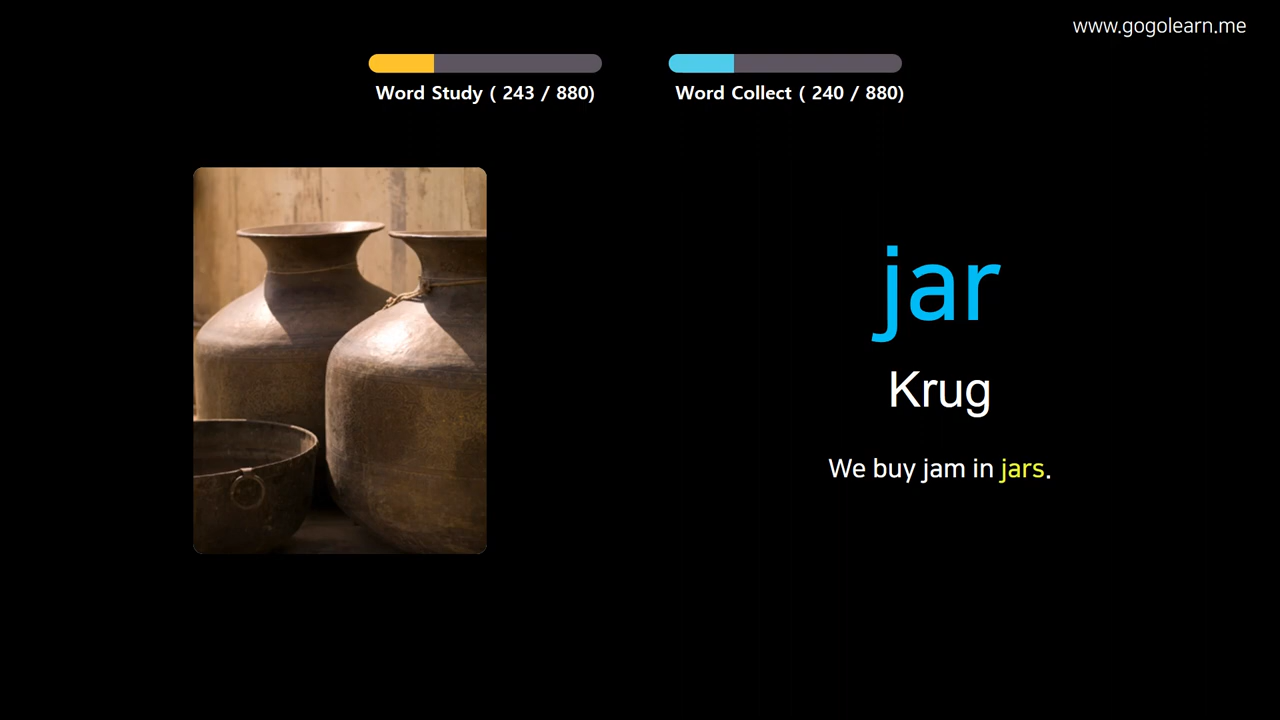 www.gogolearn.me
Word Study ( 243 / 880)
Word Collect ( 240 / 880)
jar
Krug
We buy jam in jars.